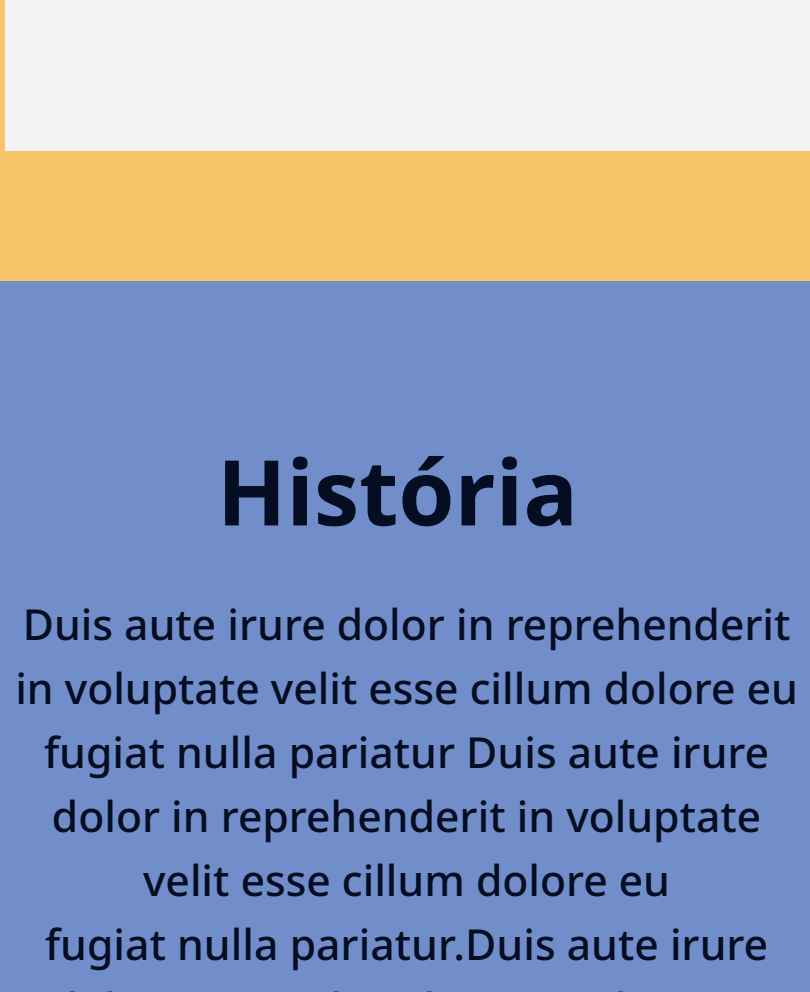 História
Duis aute irure dolor in reprehenderit
in voluptate velit esse cillum dolore eu
fugiat nulla pariatur Duis aute irure
dolor in reprehenderit in voluptate
velit esse cillum dolore eu
fugiat nulla pariatur.Duis aute irure